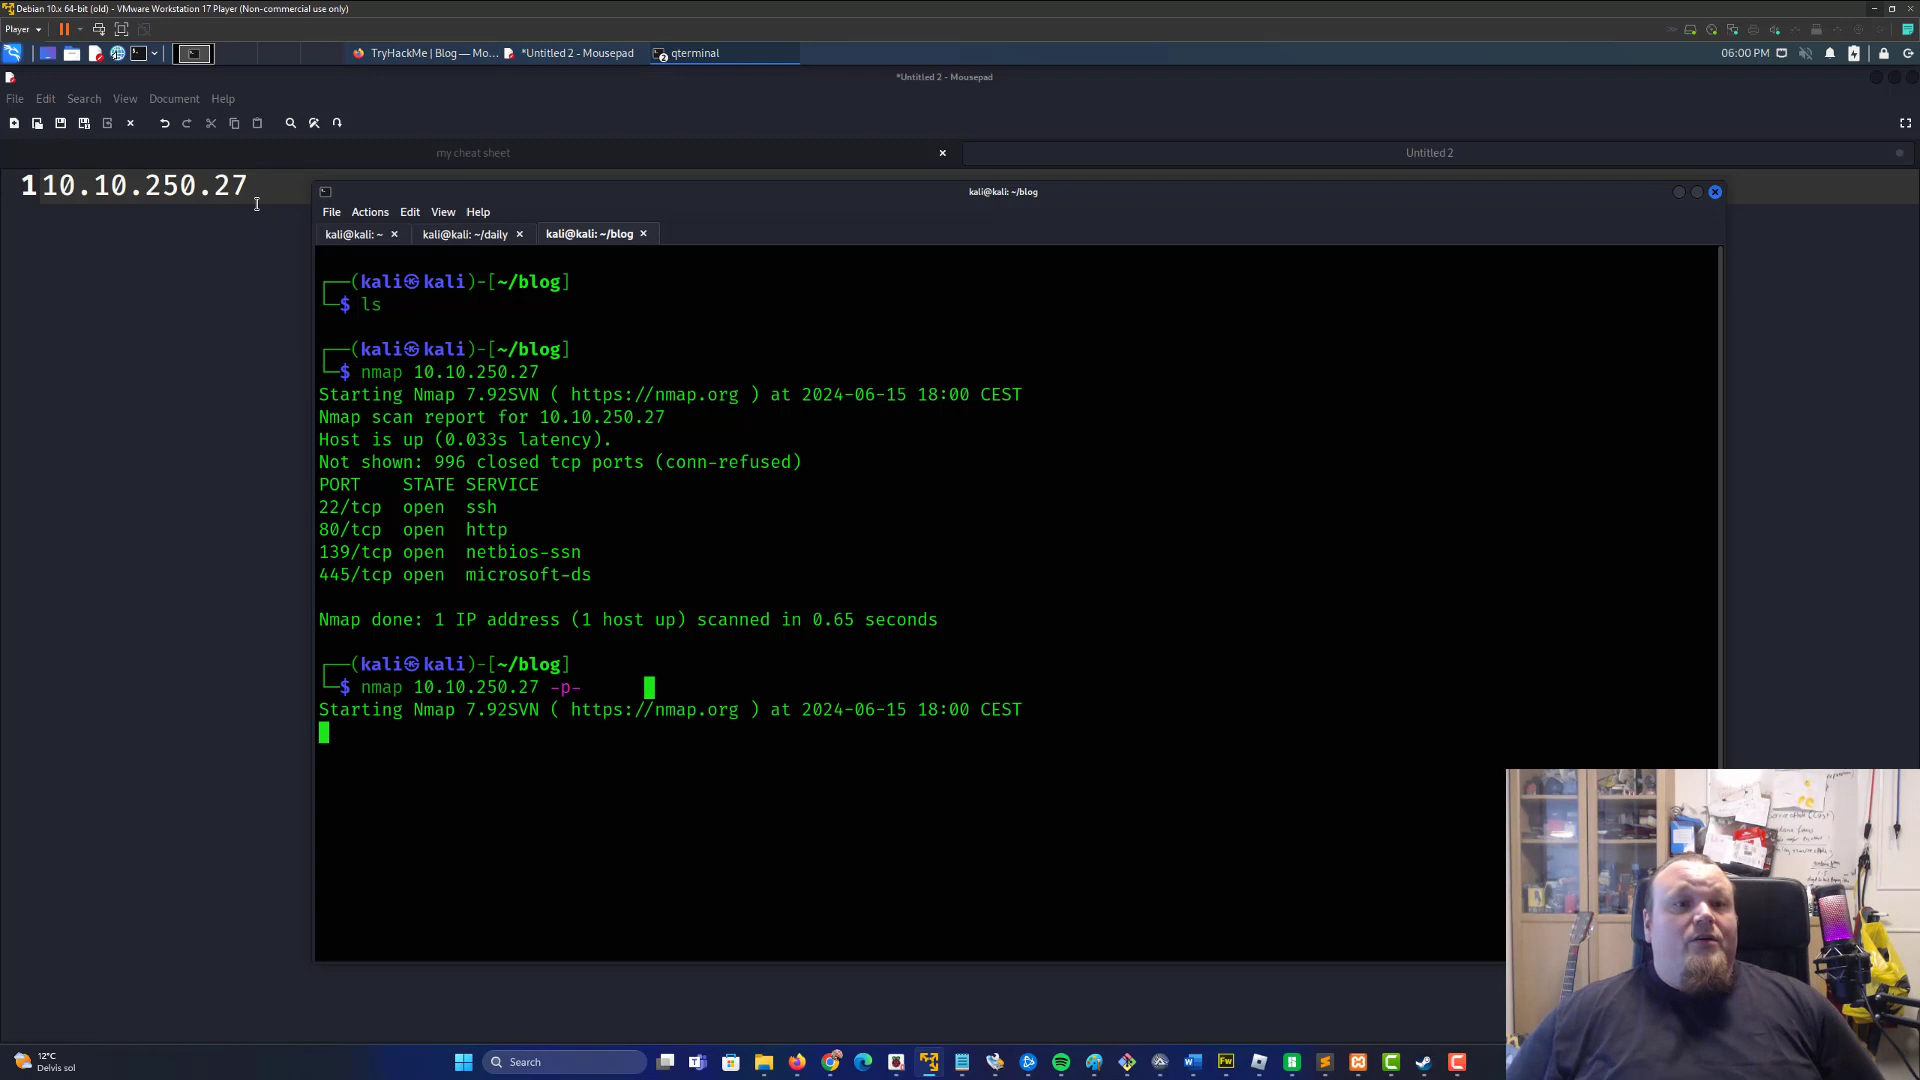 Debian 10.x 64-bit (old) - VMware Workstation 17 Player (Non-commercial use only)
Player
TryHackMe | Blog — Mo...
*Untitled 2 - Mousepad
qterminal
06:00 PM
*Untitled 2 - Mousepad
File Edit Search View Document Help
my cheat sheet
Untitled 2
1 10.10.250.27
kali@kali: ~/blog
File Actions Edit View Help
kali@kali: ~
kali@kali: ~/daily
kali@kali: ~/blog
(kali㉿kali)-[~/blog]
$ ls
(kali㉿kali)-[~/blog]
$ nmap 10.10.250.27
Starting Nmap 7.92SVN ( https://nmap.org ) at 2024-06-15 18:00 CEST
Nmap scan report for 10.10.250.27
Host is up (0.033s latency).
Not shown: 996 closed tcp ports (conn-refused)
PORT STATE SERVICE
22/tcp open ssh
80/tcp open http
139/tcp open netbios-ssn
445/tcp open microsoft-ds
Nmap done: 1 IP address (1 host up) scanned in 0.65 seconds
(kali㉿kali)-[~/blog]
$ nmap 10.10.250.27 -p-
Starting Nmap 7.92SVN ( https://nmap.org ) at 2024-06-15 18:00 CEST
12°C
Delvis sol
Search